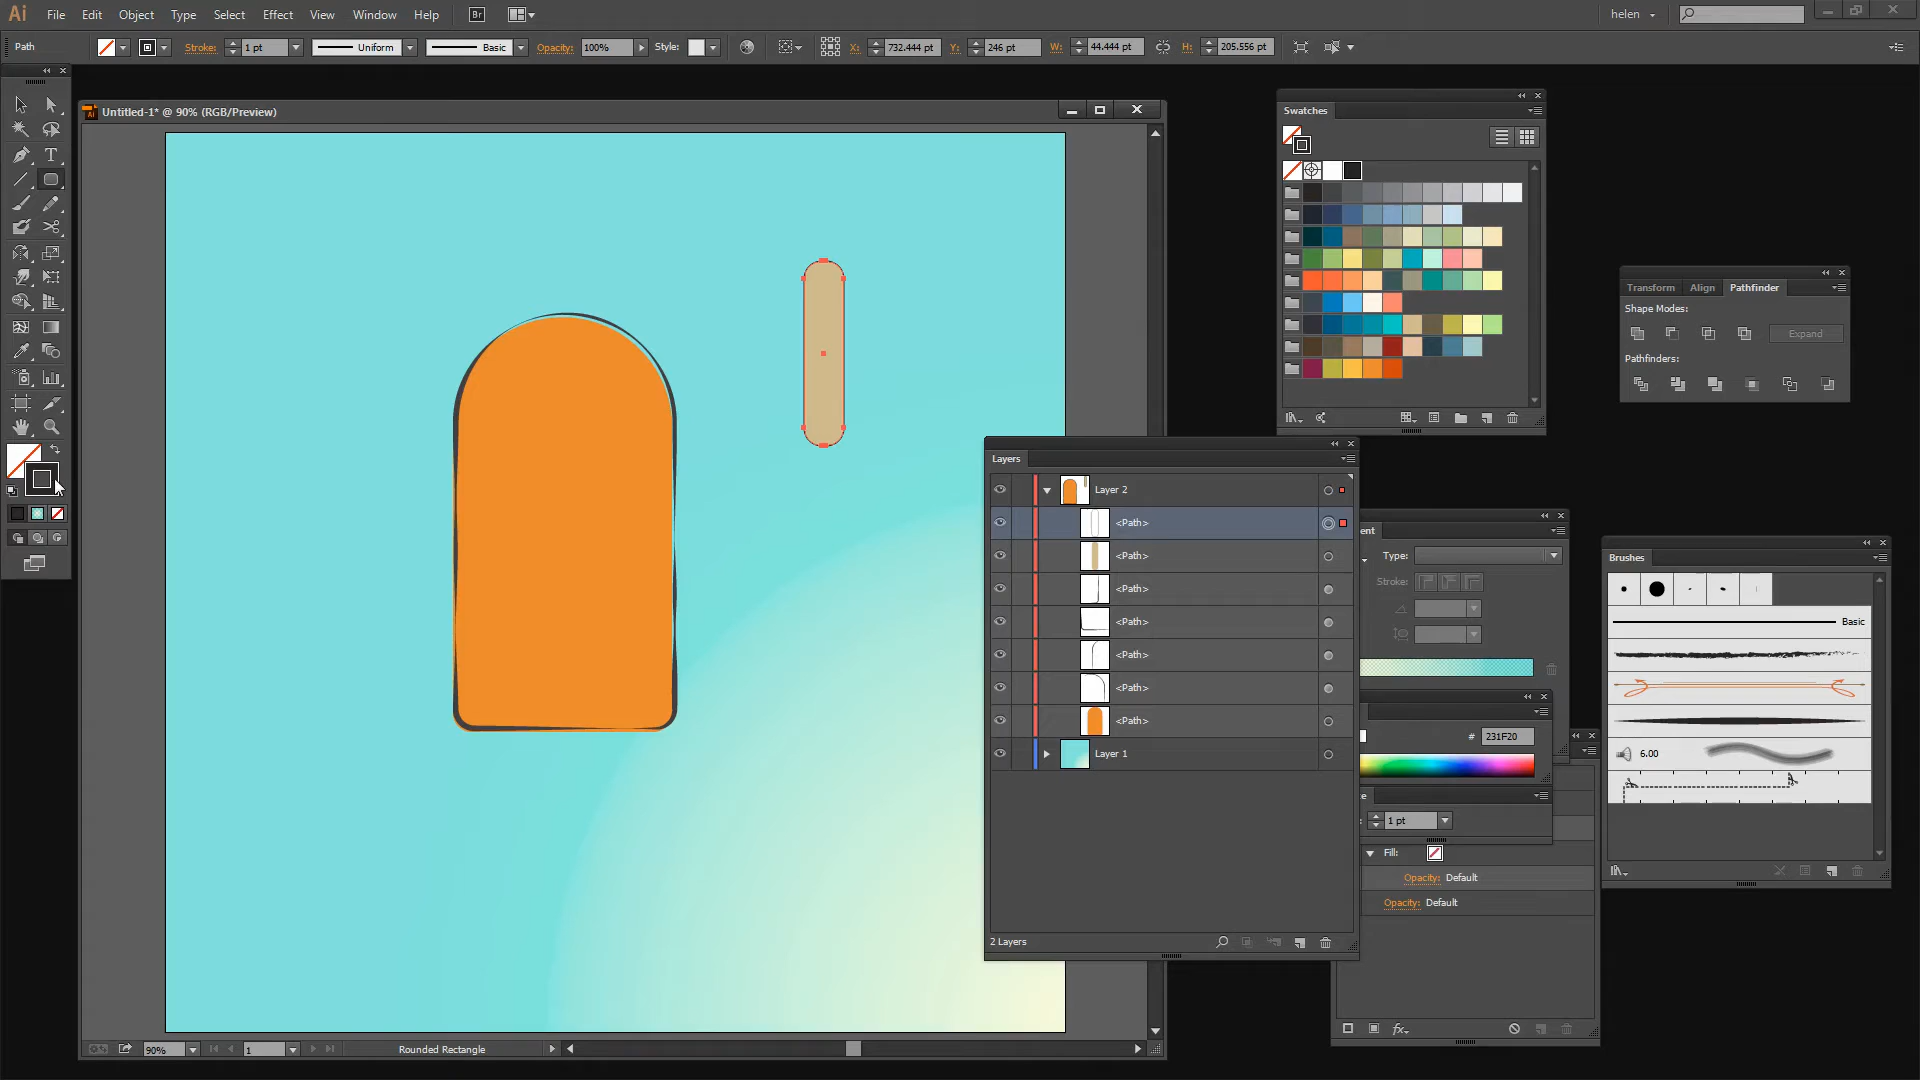 Ai File Edit Object Type Select Effect View Window Help Br helen
Path Stroke: 1 pt Uniform Basic Opacity: 100% Style: X: 732.444 pt Y: 246 pt W: 44.444 pt H: 205.556 pt
Untitled-1* @ 90% (RGB/Preview)
Swatches
Transform Align Pathfinder
Shape Modes:
Expand
Pathfinders:
Layers
Layer 2
<Path>
<Path>
<Path>
<Path>
<Path>
<Path>
<Path>
Layer 1
2 Layers
ent
Type:
Stroke:
# 231F20
1 pt
Fill:
Opacity: Default
Opacity: Default
fx
Brushes
Basic
6.00
90% 1 Rounded Rectangle